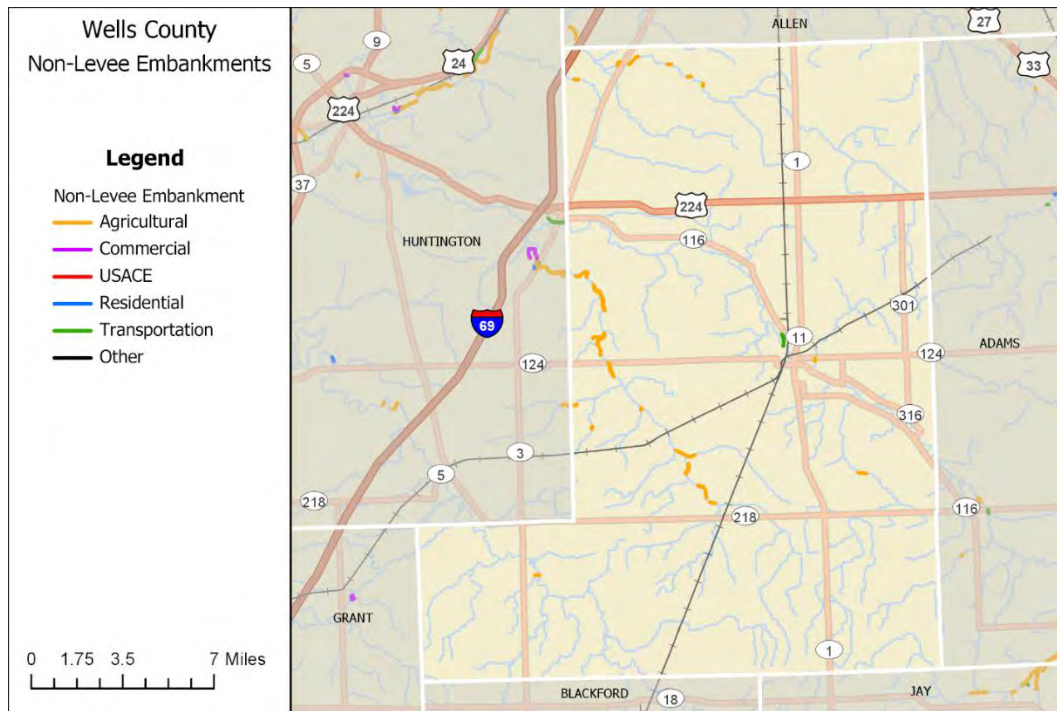 Wells County
Non-Levee Embankments
Legend
Non-Levee Embankment
Agricultural
Commercial
USACE
Residential
Transportation
Other
0 1.75 3.5 7 Miles
ALLEN
9
27
5
24
33
224
1
37
224
HUNTINGTON
116
301
69
11
ADAMS
124
124
316
3
5
218
116
218
GRANT
1
BLACKFORD
18
JAY